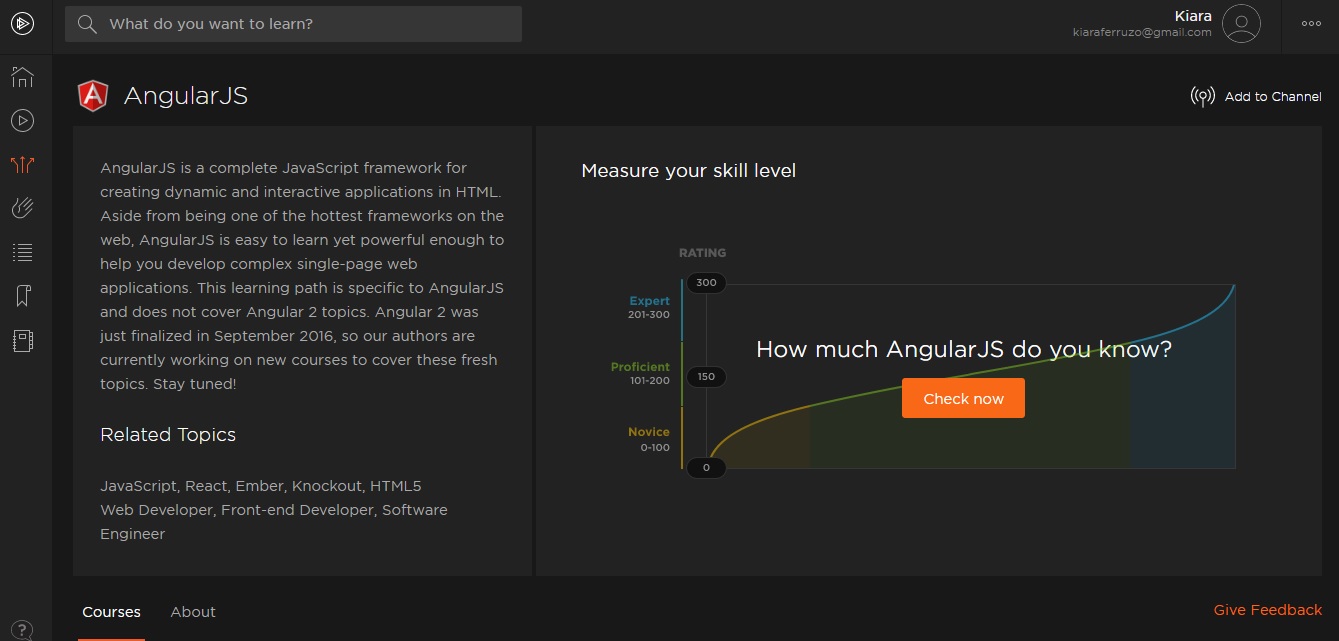 What do you want to learn?
Kiara
kiaraferruzo@gmail.com
AngularJS
Add to Channel
AngularJS is a complete JavaScript framework for
creating dynamic and interactive applications in HTML.
Aside from being one of the hottest frameworks on the
web, AngularJS is easy to learn yet powerful enough to
help you develop complex single-page web
applications. This learning path is specific to AngularJS
and does not cover Angular 2 topics. Angular 2 was
just finalized in September 2016, so our authors are
currently working on new courses to cover these fresh
topics. Stay tuned!
Related Topics
JavaScript, React, Ember, Knockout, HTML5
Web Developer, Front-end Developer, Software
Engineer
Measure your skill level
RATING
300
Expert
201-300
How much AngularJS do you know?
Proficient
101-200
150
Check now
Novice
0-100
0
Courses
About
Give Feedback
?